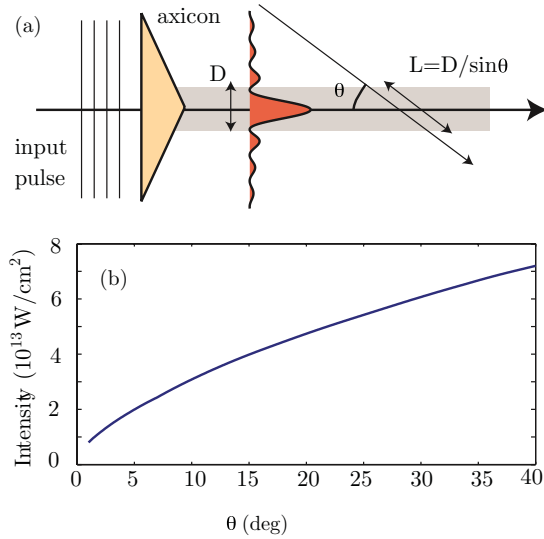 (a)
axicon
D
θ
L=D/sinθ
input
pulse
(b)
8
6
4
2
0
Intensity (10¹³W/cm²)
0 5 10 15 20 25 30 35 40
θ (deg)